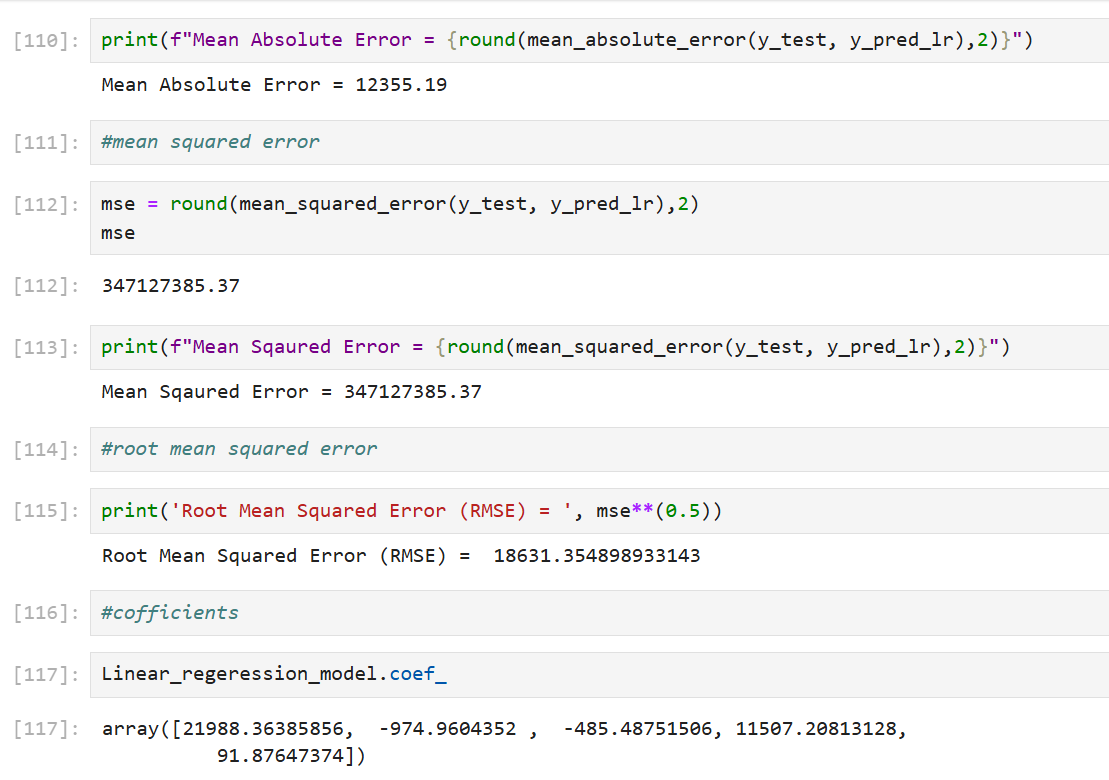 [110]: print(f"Mean Absolute Error = {round(mean_absolute_error(y_test, y_pred_lr),2)}")
Mean Absolute Error = 12355.19
[111]: #mean squared error
[112]: mse = round(mean_squared_error(y_test, y_pred_lr),2)
mse
[112]: 347127385.37
[113]: print(f"Mean Sqaured Error = {round(mean_squared_error(y_test, y_pred_lr),2)}")
Mean Sqaured Error = 347127385.37
[114]: #root mean squared error
[115]: print('Root Mean Squared Error (RMSE) = ', mse**(0.5))
Root Mean Squared Error (RMSE) =  18631.354898933143
[116]: #cofficients
[117]: Linear_regeression_model.coef_
[117]: array([21988.36385856,  -974.9604352 ,  -485.48751506, 11507.20813128,
91.87647374])